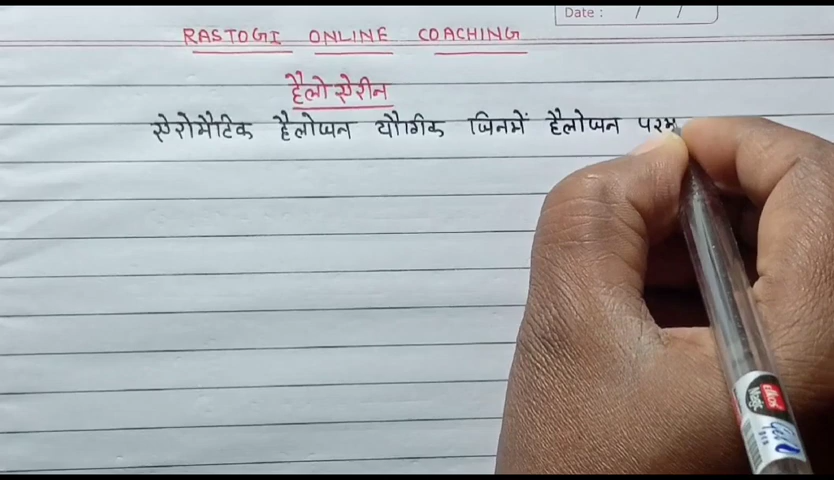 Date : / /
RASTOGI ONLINE COACHING
हैलो ऐरीन
ऐरोमैटिक हैलोजन यौगिक जिनमें हैलोजन परम